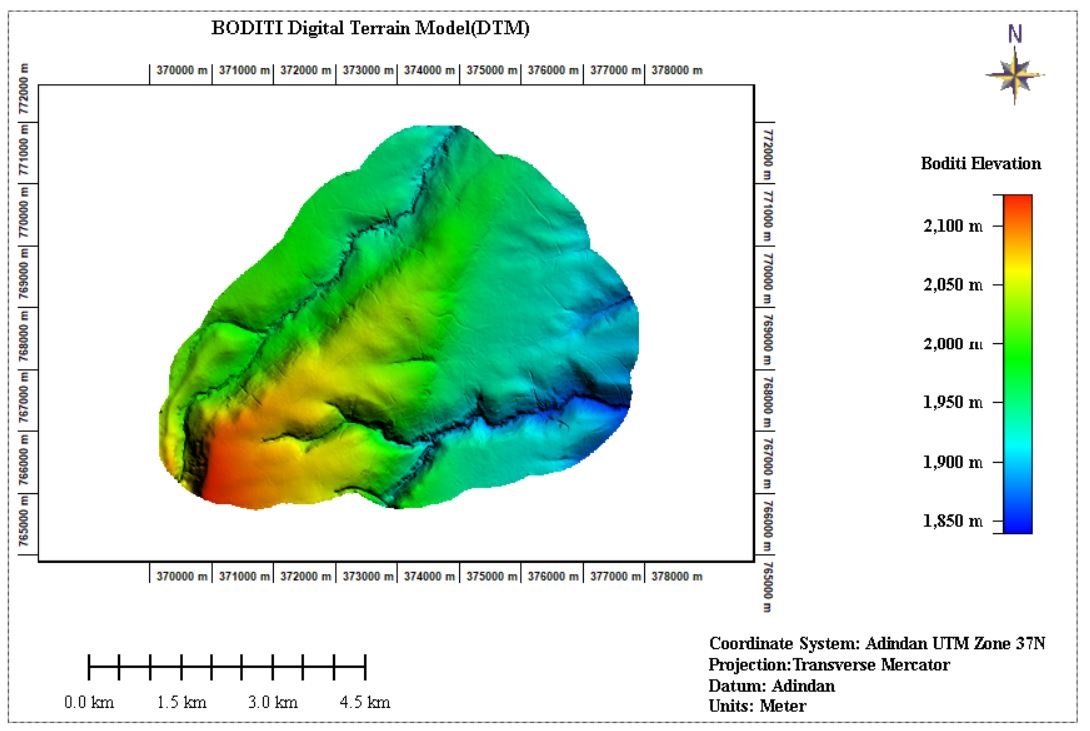 BODITI Digital Terrain Model(DTM)
N
370000 m 371000 m 372000 m 373000 m 374000 m 375000 m 376000 m 377000 m 378000 m
772000 m
771000 m
770000 m
769000 m
768000 m
767000 m
766000 m
765000 m
772000 m
771000 m
770000 m
769000 m
768000 m
767000 m
766000 m
765000 m
370000 m 371000 m 372000 m 373000 m 374000 m 375000 m 376000 m 377000 m 378000 m
Boditi Elevation
2,100 m
2,050 m
2,000 m
1,950 m
1,900 m
1,850 m
0.0 km 1.5 km 3.0 km 4.5 km
Coordinate System: Adindan UTM Zone 37N
Projection:Transverse Mercator
Datum: Adindan
Units: Meter